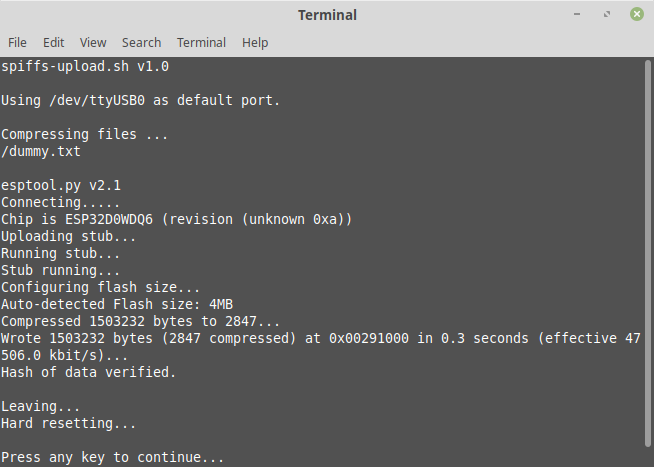 Terminal
File Edit View Search Terminal Help
spiffs-upload.sh v1.0
Using /dev/ttyUSB0 as default port.
Compressing files ...
/dummy.txt
esptool.py v2.1
Connecting.....
Chip is ESP32D0WDQ6 (revision (unknown 0xa))
Uploading stub...
Running stub...
Stub running...
Configuring flash size...
Auto-detected Flash size: 4MB
Compressed 1503232 bytes to 2847...
Wrote 1503232 bytes (2847 compressed) at 0x00291000 in 0.3 seconds (effective 47
506.0 kbit/s)...
Hash of data verified.
Leaving...
Hard resetting...
Press any key to continue...